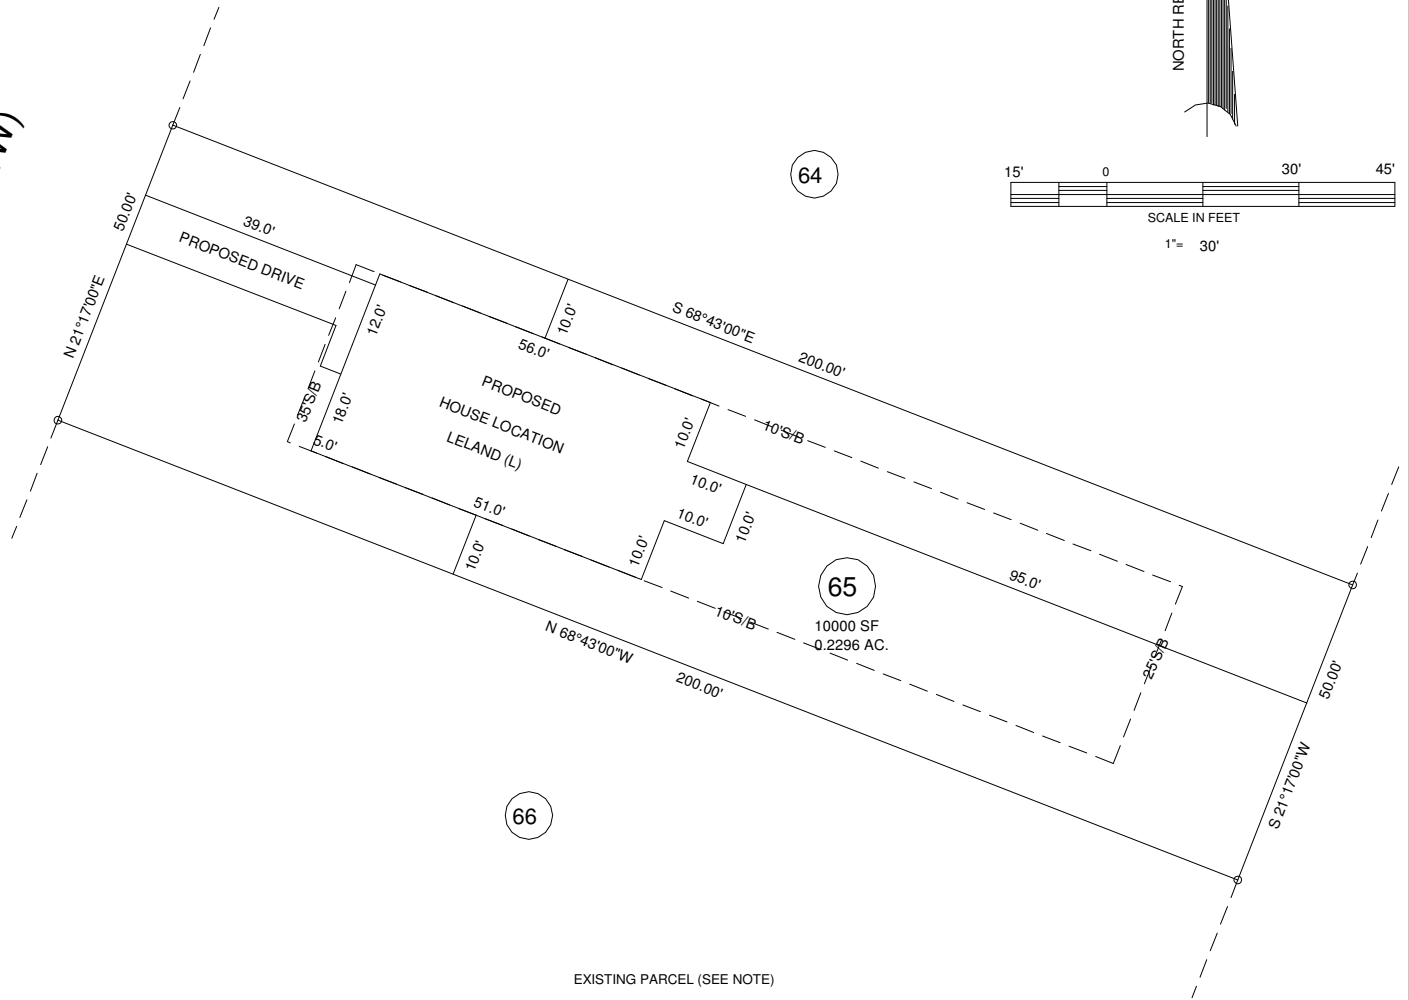 W)
NORTH RE
64
15'
0
30'
45'
SCALE IN FEET
1"= 30'
50.00'
N 21°17'00"E
39.0'
PROPOSED DRIVE
12.0'
10.0'
56.0'
S 68°43'00"E
200.00'
35'S/B
18.0'
5.0'
PROPOSED
HOUSE LOCATION
LELAND (L)
10.0'
10'S/B
10.0'
10.0'
10.0'
10.0'
51.0'
10.0'
95.0'
65
10000 SF
0.2296 AC.
10'S/B
25'S/B
50.00'
S 21°17'00"W
N 68°43'00"W
200.00'
66
EXISTING PARCEL (SEE NOTE)